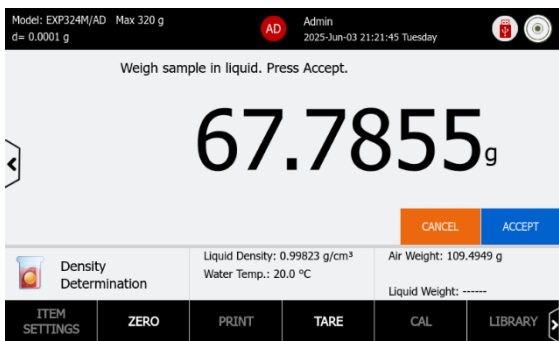 Model: EXP324M/AD Max 320 g
d= 0.0001 g
AD
Admin
2025-Jun-03 21:21:45 Tuesday
Weigh sample in liquid. Press Accept.
67.7855 g
CANCEL
ACCEPT
Density
Determination
Liquid Density: 0.99823 g/cm³
Water Temp.: 20.0 °C
Air Weight: 109.4949 g
Liquid Weight: ------
ITEM
SETTINGS
ZERO
PRINT
TARE
CAL
LIBRARY